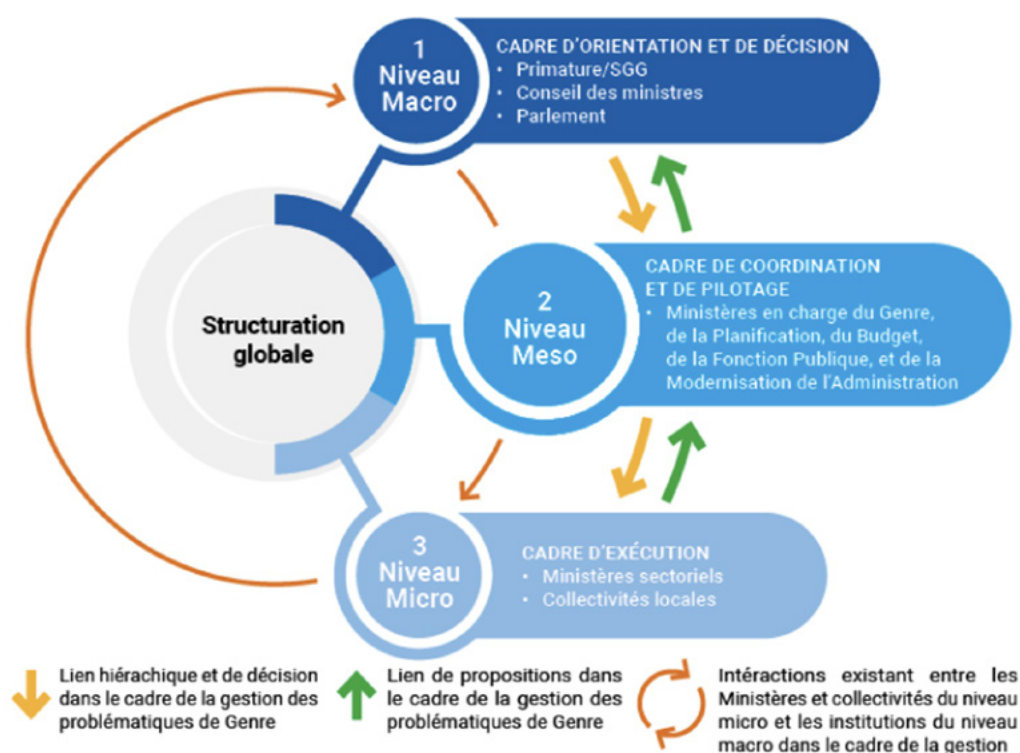 1
Niveau
Macro
CADRE D'ORIENTATION ET DE DÉCISION
• Primature/SGG
• Conseil des ministres
• Parlement
Structuration
globale
2
Niveau
Meso
CADRE DE COORDINATION
ET DE PILOTAGE
• Ministères en charge du Genre,
de la Planification, du Budget,
de la Fonction Publique, et de la
Modernisation de l'Administration
3
Niveau
Micro
CADRE D'EXÉCUTION
• Ministères sectoriels
• Collectivités locales
Lien hiérachique et de décision
dans le cadre de la gestion des
problématiques de Genre
Lien de propositions dans
le cadre de la gestion des
problématiques de Genre
Intéractions existant entre les
Ministères et collectivités du niveau
micro et les institutions du niveau
macro dans le cadre de la gestion